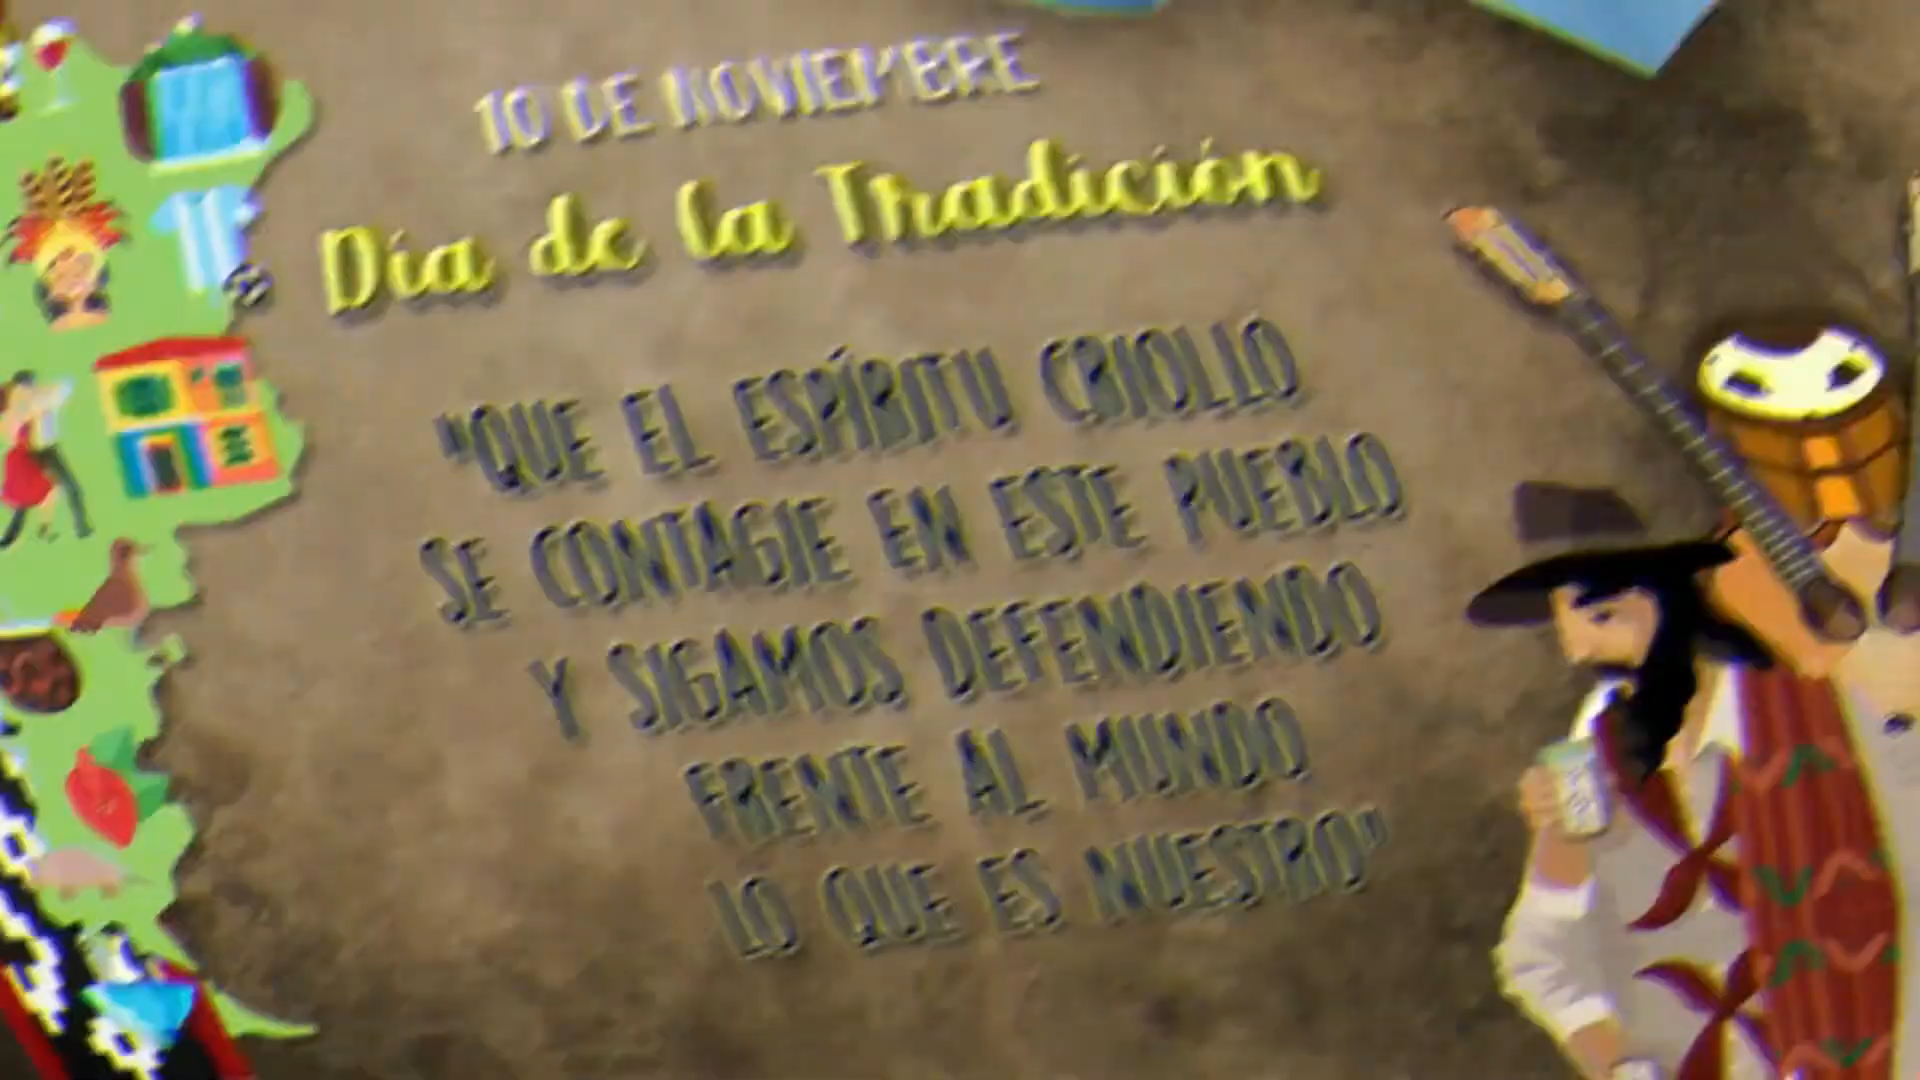 10 DE NOVIEMBRE
Día de la Tradición
"QUE EL ESPÍRITU CRIOLLO
SE CONTAGIE EN ESTE PUEBLO
Y SIGAMOS DEFENDIENDO
FRENTE AL MUNDO
LO QUE ES NUESTRO"